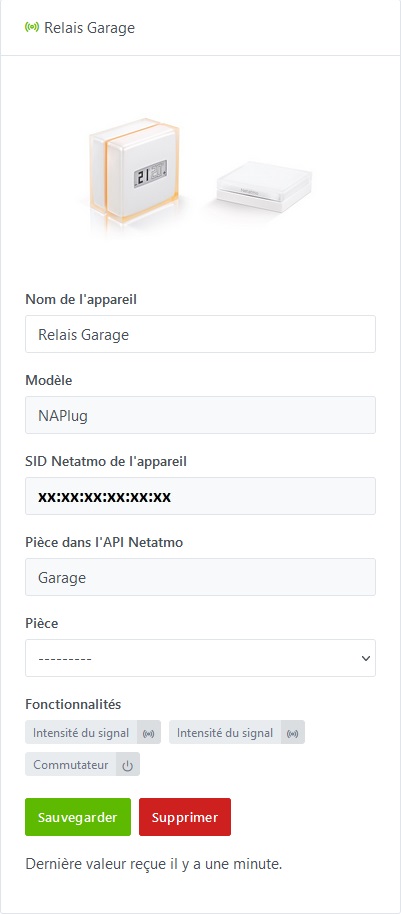 Relais Garage
21
Nom de l'appareil
Relais Garage
Modèle
NAPlug
SID Netatmo de l'appareil
xx:xx:xx:xx:xx:xx
Pièce dans l'API Netatmo
Garage
Pièce
---------
Fonctionnalités
Intensité du signal Intensité du signal
Commutateur
Sauvegarder Supprimer
Dernière valeur reçue il y a une minute.